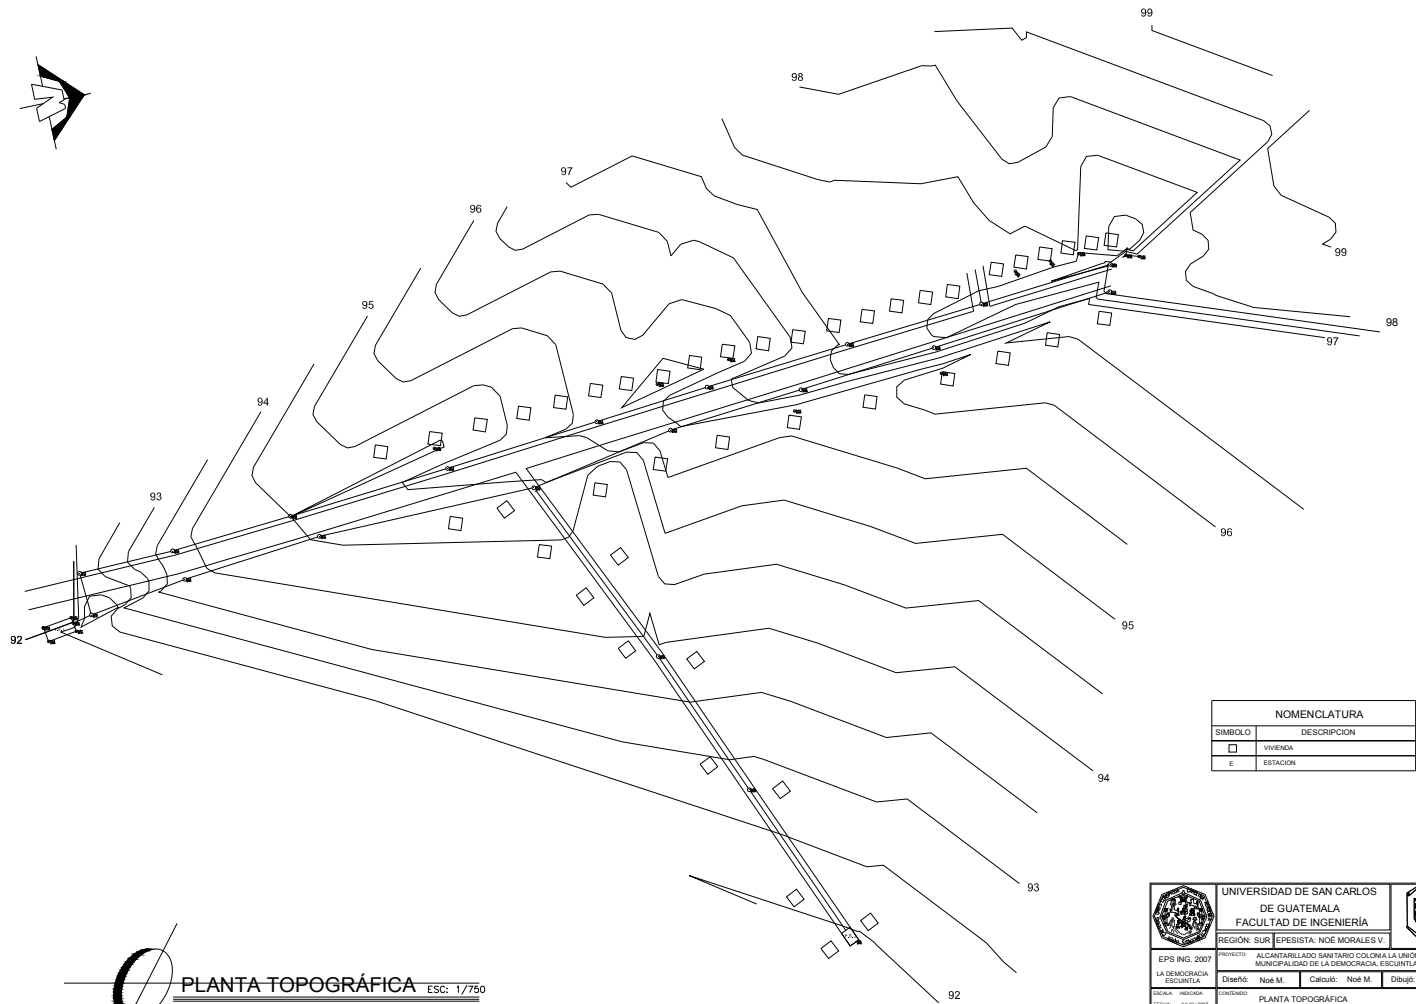 99
98
97
96
95
94
93
92
99
98
97
96
95
94
93
92
NOMENCLATURA
SIMBOLO DESCRIPCION
VIVIENDA
E ESTACION
PLANTA TOPOGRÁFICA ESC: 1/750
UNIVERSIDAD DE SAN CARLOS
DE GUATEMALA
FACULTAD DE INGENIERÍA
REGIÓN: SUR EPESISTA: NOÉ MORALES V.
EPS ING. 2007
LA DEMOCRACIA
ESCUINTLA
PROYECTO: ALCANTARILLADO SANITARIO COLONIA LA UNIÓN
MUNICIPALIDAD DE LA DEMOCRACIA, ESCUINTLA
Diseñó: Noé M. Calculó: Noé M. Dibujó:
ESCALA: INDICADA
CONTENIDO: PLANTA TOPOGRÁFICA